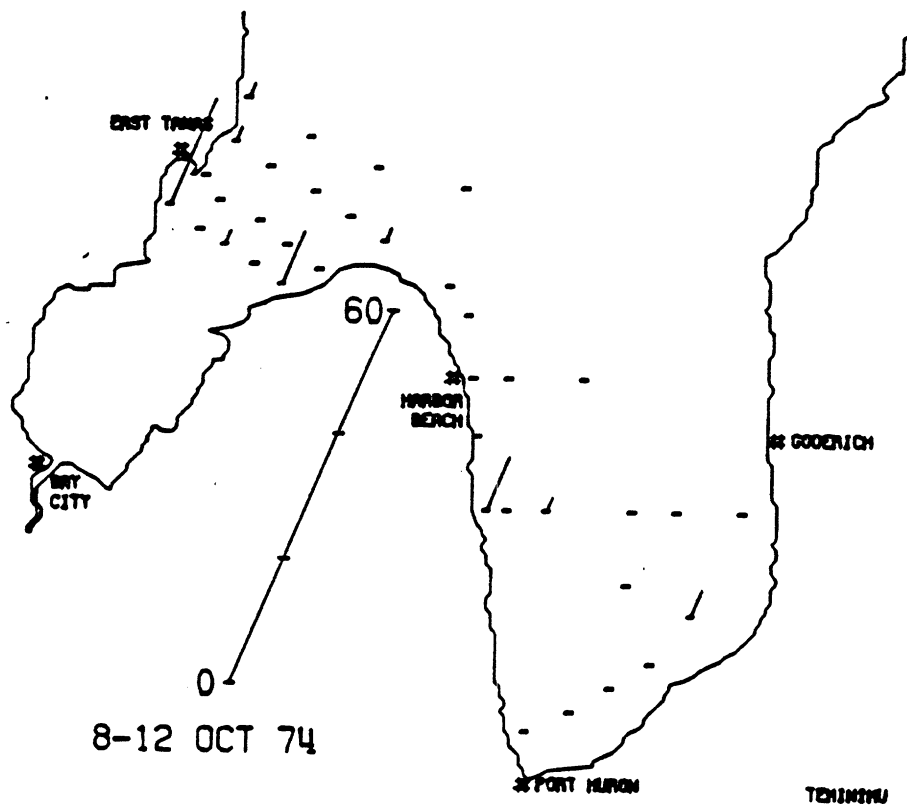 EAST TAWAS
60
HARBOR
BEACH
GODERICH
BAY
CITY
0
8-12 OCT 74
PORT HURON